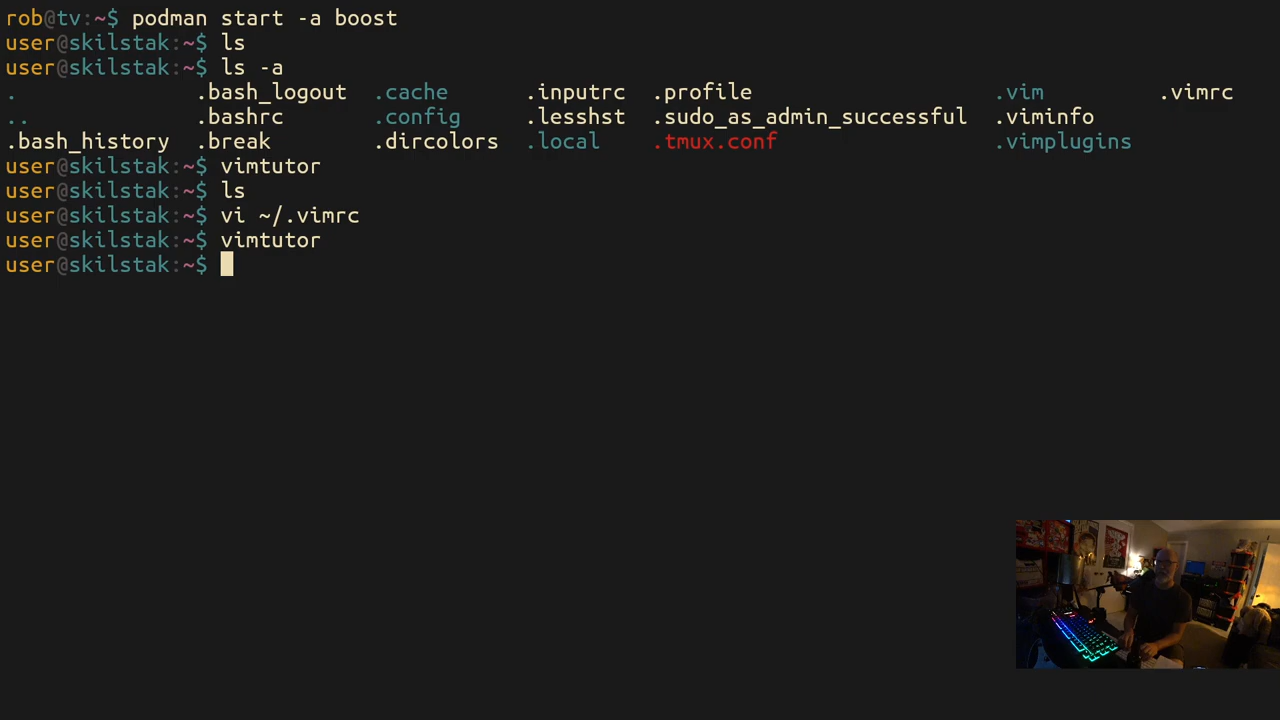 rob@tv:~$ podman start -a boost
user@skilstak:~$ ls
user@skilstak:~$ ls -a
. .bash_logout .cache .inputrc .profile .vim .vimrc
.. .bashrc .config .lesshst .sudo_as_admin_successful .viminfo
.bash_history .break .dircolors .local .tmux.conf .vimplugins
user@skilstak:~$ vimtutor
user@skilstak:~$ ls
user@skilstak:~$ vi ~/.vimrc
user@skilstak:~$ vimtutor
user@skilstak:~$